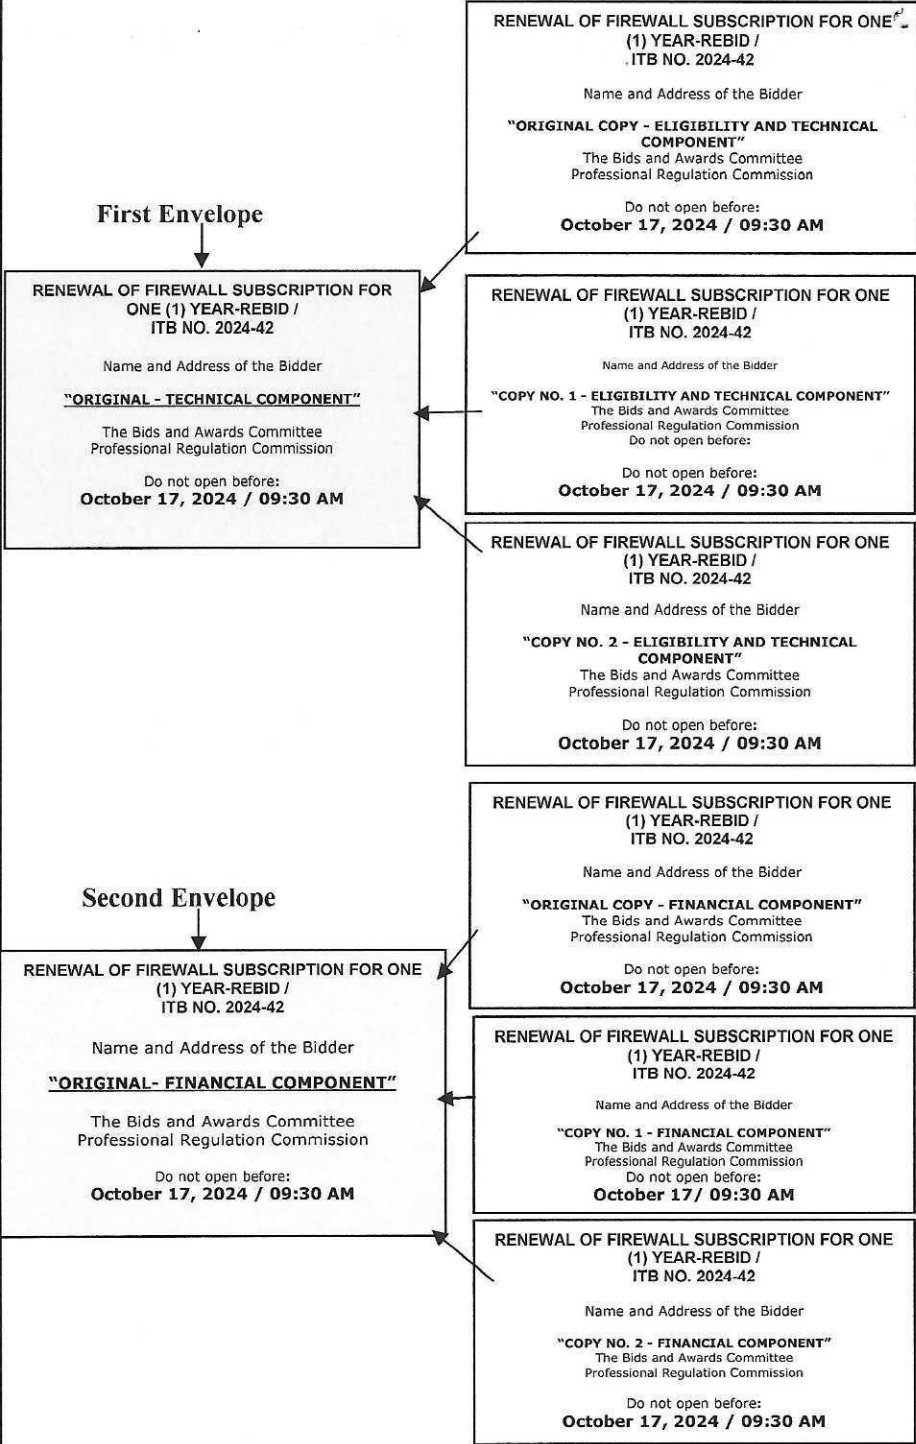 First Envelope
RENEWAL OF FIREWALL SUBSCRIPTION FOR
ONE (1) YEAR-REBID /
ITB NO. 2024-42
Name and Address of the Bidder
"ORIGINAL - TECHNICAL COMPONENT"
The Bids and Awards Committee
Professional Regulation Commission
Do not open before:
October 17, 2024 / 09:30 AM
RENEWAL OF FIREWALL SUBSCRIPTION FOR ONE
(1) YEAR-REBID /
ITB NO. 2024-42
Name and Address of the Bidder
"ORIGINAL COPY - ELIGIBILITY AND TECHNICAL
COMPONENT"
The Bids and Awards Committee
Professional Regulation Commission
Do not open before:
October 17, 2024 / 09:30 AM
RENEWAL OF FIREWALL SUBSCRIPTION FOR ONE
(1) YEAR-REBID /
ITB NO. 2024-42
Name and Address of the Bidder
"COPY NO. 1 - ELIGIBILITY AND TECHNICAL COMPONENT"
The Bids and Awards Committee
Professional Regulation Commission
Do not open before:
Do not open before:
October 17, 2024 / 09:30 AM
RENEWAL OF FIREWALL SUBSCRIPTION FOR ONE
(1) YEAR-REBID /
ITB NO. 2024-42
Name and Address of the Bidder
"COPY NO. 2 - ELIGIBILITY AND TECHNICAL
COMPONENT"
The Bids and Awards Committee
Professional Regulation Commission
Do not open before:
October 17, 2024 / 09:30 AM
Second Envelope
RENEWAL OF FIREWALL SUBSCRIPTION FOR ONE
(1) YEAR-REBID /
ITB NO. 2024-42
Name and Address of the Bidder
"ORIGINAL- FINANCIAL COMPONENT"
The Bids and Awards Committee
Professional Regulation Commission
Do not open before:
October 17, 2024 / 09:30 AM
RENEWAL OF FIREWALL SUBSCRIPTION FOR ONE
(1) YEAR-REBID /
ITB NO. 2024-42
Name and Address of the Bidder
"ORIGINAL COPY - FINANCIAL COMPONENT"
The Bids and Awards Committee
Professional Regulation Commission
Do not open before:
October 17, 2024 / 09:30 AM
RENEWAL OF FIREWALL SUBSCRIPTION FOR ONE
(1) YEAR-REBID /
ITB NO. 2024-42
Name and Address of the Bidder
"COPY NO. 1 - FINANCIAL COMPONENT"
The Bids and Awards Committee
Professional Regulation Commission
Do not open before:
October 17/ 09:30 AM
RENEWAL OF FIREWALL SUBSCRIPTION FOR ONE
(1) YEAR-REBID /
ITB NO. 2024-42
Name and Address of the Bidder
"COPY NO. 2 - FINANCIAL COMPONENT"
The Bids and Awards Committee
Professional Regulation Commission
Do not open before:
October 17, 2024 / 09:30 AM